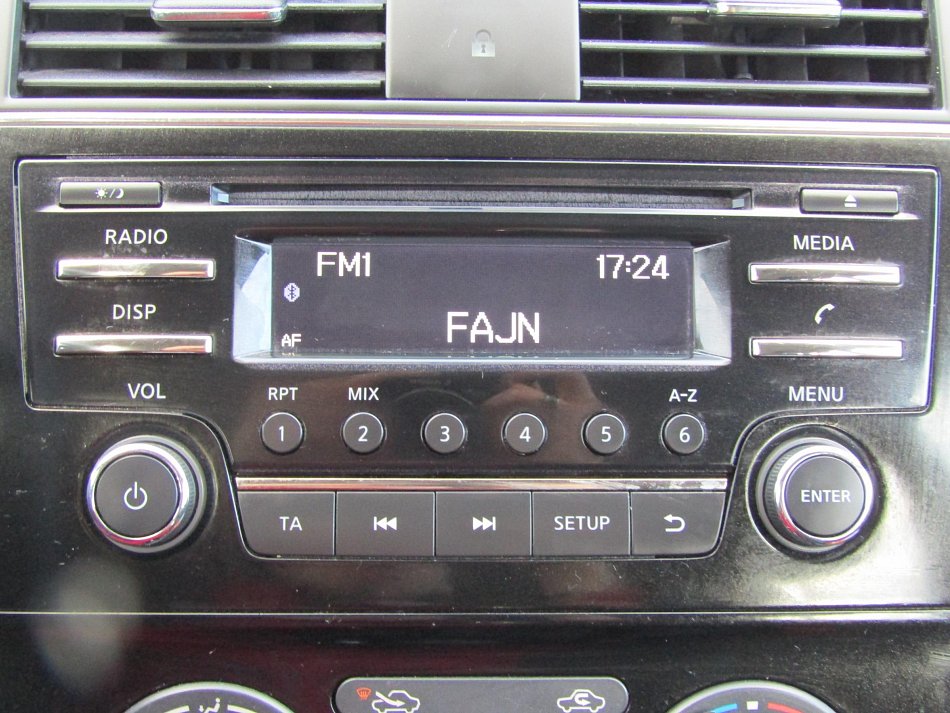 RADIO
MEDIA
FM1 17:24
DISP
FAJN
AF
VOL
RPT MIX A-Z
MENU
1 2 3 4 5 6
ENTER
TA SETUP